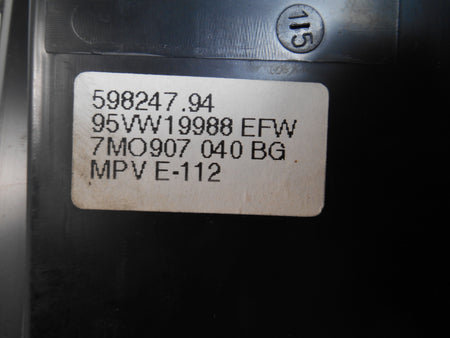 115
598247.94
95VW19988 EFW
7MO907 040 BG
MPV E-112